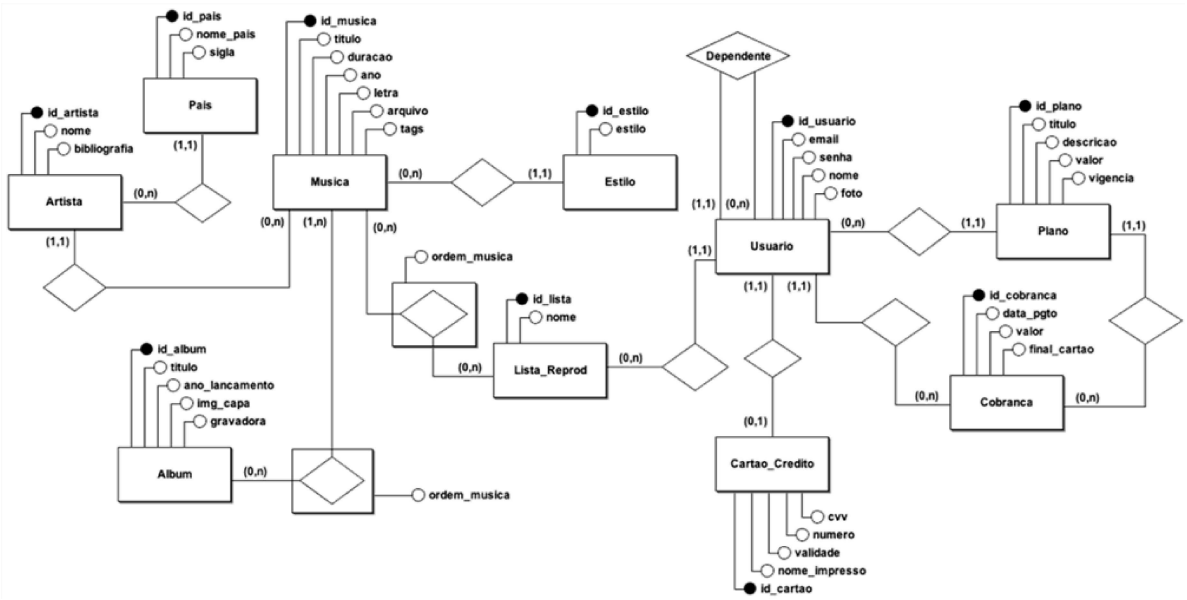 id_pais
nome_pais
sigla
Pais
(1,1)
id_artista
nome
bibliografia
Artista
(0,n)
(1,1)
id_musica
titulo
duracao
ano
letra
arquivo
tags
Musica
(0,n)
(0,n)
(1,n)
(0,n)
(1,1)
id_estilo
estilo
Estilo
ordem_musica
id_lista
nome
Lista_Reprod
(0,n)
(0,n)
id_album
titulo
ano_lancamento
img_capa
gravadora
Album
(0,n)
ordem_musica
Dependente
(1,1)
(0,n)
id_usuario
email
senha
nome
foto
Usuario
(0,n)
(1,1)
(1,1)
(1,1)
(1,1)
id_plano
titulo
descricao
valor
vigencia
Plano
(1,1)
id_cobranca
data_pgto
valor
final_cartao
Cobranca
(0,n)
(0,n)
(0,1)
Cartao_Credito
cvv
numero
validade
nome_impresso
id_cartao